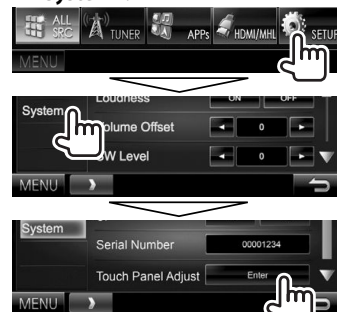 ALL SRC TUNER APPs HDMI/MHL SETUP
MENU
Loudness ON OFF
System
Volume Offset 0
SW Level 0
MENU
System
Serial Number 00001234
Touch Panel Adjust Enter
MENU